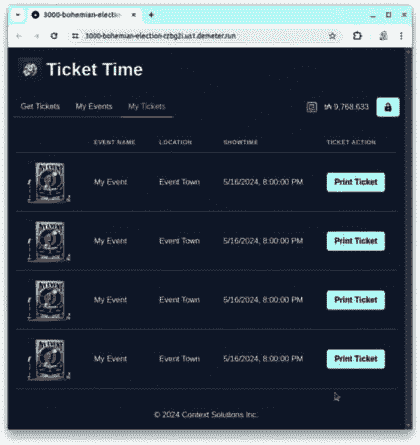 3000-bohemian-election
3000-bohemian-election-rzbg2i.us1.demeter.run
Ticket Time
Get Tickets My Events My Tickets
t₳ 9,768.633
EVENT NAME LOCATION SHOWTIME TICKET ACTION
My Event Event Town 5/16/2024, 8:00:00 PM Print Ticket
My Event Event Town 5/16/2024, 8:00:00 PM Print Ticket
My Event Event Town 5/16/2024, 8:00:00 PM Print Ticket
My Event Event Town 5/16/2024, 8:00:00 PM Print Ticket
© 2024 Context Solutions Inc.